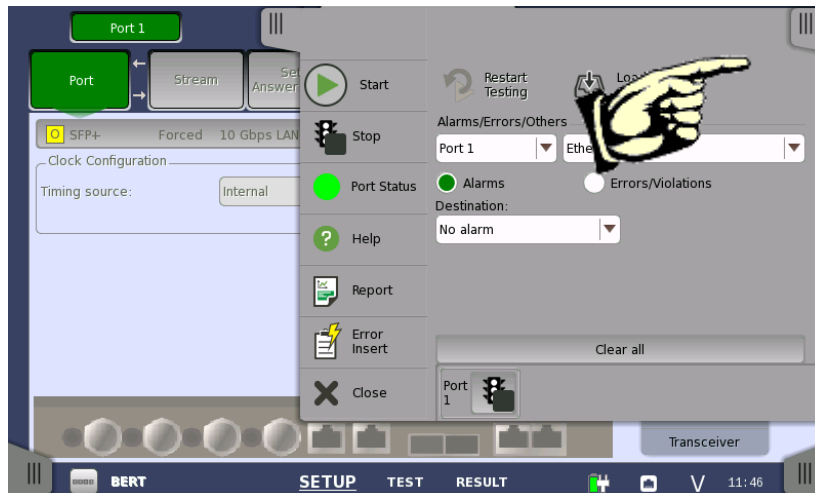 Port 1
Port
Stream
Answer
SFP+ Forced 10 Gbps LAN
Clock Configuration
Timing source: Internal
Start
Stop
Port Status
Help
Report
Error
Insert
Close
Restart
Testing
Alarms/Errors/Others
Port 1
Alarms
Errors/Violations
Destination:
No alarm
Clear all
Port
1
Transceiver
BERT
SETUP TEST RESULT
11:46